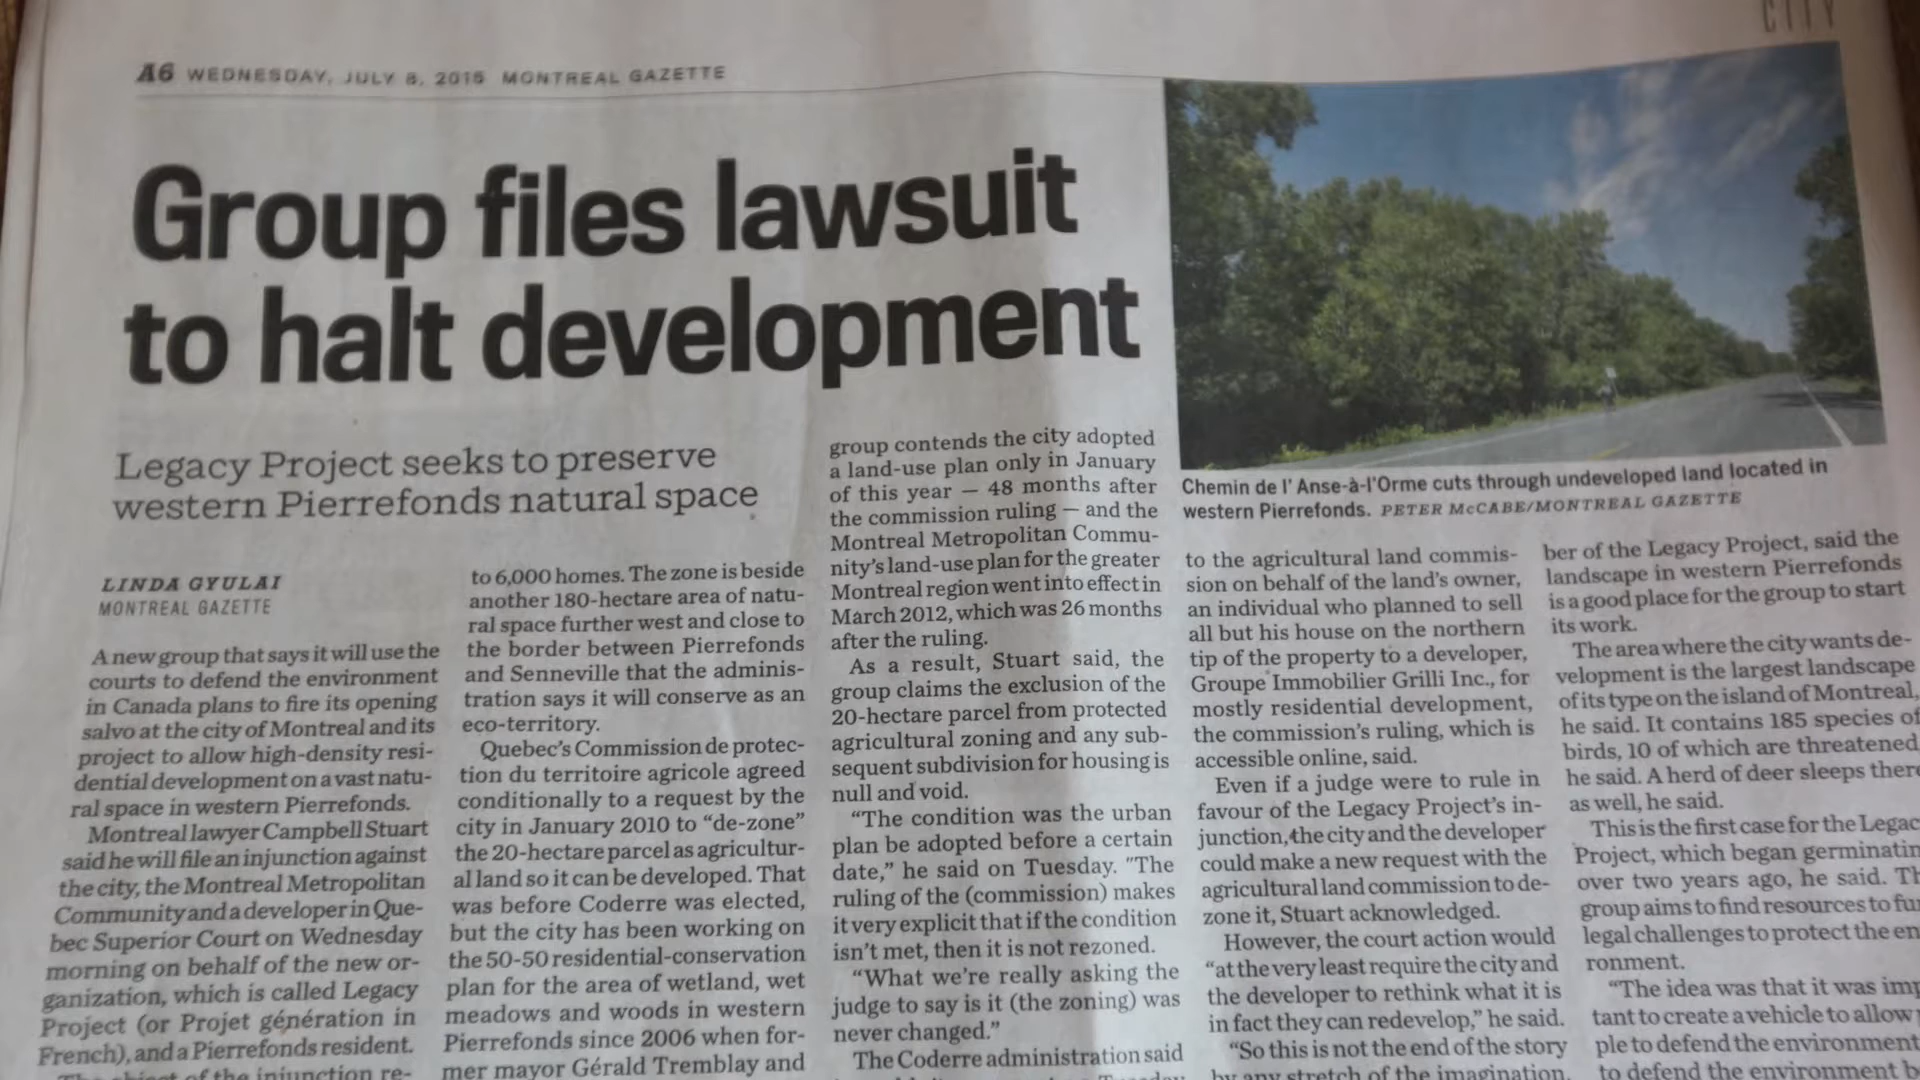 CITY
A6 WEDNESDAY, JULY 8, 2015 MONTREAL GAZETTE
Group files lawsuit
to halt development
Legacy Project seeks to preserve
western Pierrefonds natural space
Chemin de l'Anse-à-l'Orme cuts through undeveloped land located in
western Pierrefonds. PETER McCABE/MONTREAL GAZETTE
LINDA GYULAI
MONTREAL GAZETTE
A new group that says it will use the
courts to defend the environment
in Canada plans to fire its opening
salvo at the city of Montreal and its
project to allow high-density resi-
dential development on a vast natu-
ral space in western Pierrefonds.
Montreal lawyer Campbell Stuart
said he will file an injunction against
the city, the Montreal Metropolitan
Community and a developer in Que-
bec Superior Court on Wednesday
morning on behalf of the new or-
ganization, which is called Legacy
Project (or Projet génération in
French), and a Pierrefonds resident.
The object of the injunction re-
to 6,000 homes. The zone is beside
another 180-hectare area of natu-
ral space further west and close to
the border between Pierrefonds
and Senneville that the adminis-
tration says it will conserve as an
eco-territory.
Quebec's Commission de protec-
tion du territoire agricole agreed
conditionally to a request by the
city in January 2010 to “de-zone”
the 20-hectare parcel as agricultur-
al land so it can be developed. That
was before Coderre was elected,
but the city has been working on
the 50-50 residential-conservation
plan for the area of wetland, wet
meadows and woods in western
Pierrefonds since 2006 when for-
mer mayor Gérald Tremblay and
group contends the city adopted
a land-use plan only in January
of this year — 48 months after
the commission ruling — and the
Montreal Metropolitan Commu-
nity's land-use plan for the greater
Montreal region went into effect in
March 2012, which was 26 months
after the ruling.
As a result, Stuart said, the
group claims the exclusion of the
20-hectare parcel from protected
agricultural zoning and any sub-
sequent subdivision for housing is
null and void.
“The condition was the urban
plan be adopted before a certain
date,” he said on Tuesday. "The
ruling of the (commission) makes
it very explicit that if the condition
isn't met, then it is not rezoned.
“What we're really asking the
judge to say is it (the zoning) was
never changed.”
The Coderre administration said
Tuesday
to the agricultural land commis-
sion on behalf of the land's owner,
an individual who planned to sell
all but his house on the northern
tip of the property to a developer,
Groupe Immobilier Grilli Inc., for
mostly residential development,
the commission's ruling, which is
accessible online, said.
Even if a judge were to rule in
favour of the Legacy Project's in-
junction, the city and the developer
could make a new request with the
agricultural land commission to de-
zone it, Stuart acknowledged.
However, the court action would
“at the very least require the city and
the developer to rethink what it is
in fact they can redevelop,” he said.
“So this is not the end of the story
by any stretch of the imagination,
ber of the Legacy Project, said the
landscape in western Pierrefonds
is a good place for the group to start
its work.
The area where the city wants de-
velopment is the largest landscape
of its type on the island of Montreal,
he said. It contains 185 species of
birds, 10 of which are threatened,
he said. A herd of deer sleeps there
as well, he said.
This is the first case for the Legac
Project, which began germinatin
over two years ago, he said. Th
group aims to find resources to fun
legal challenges to protect the en
ronment.
“The idea was that it was imp
tant to create a vehicle to allow p
ple to defend the environment
to defend the environment b